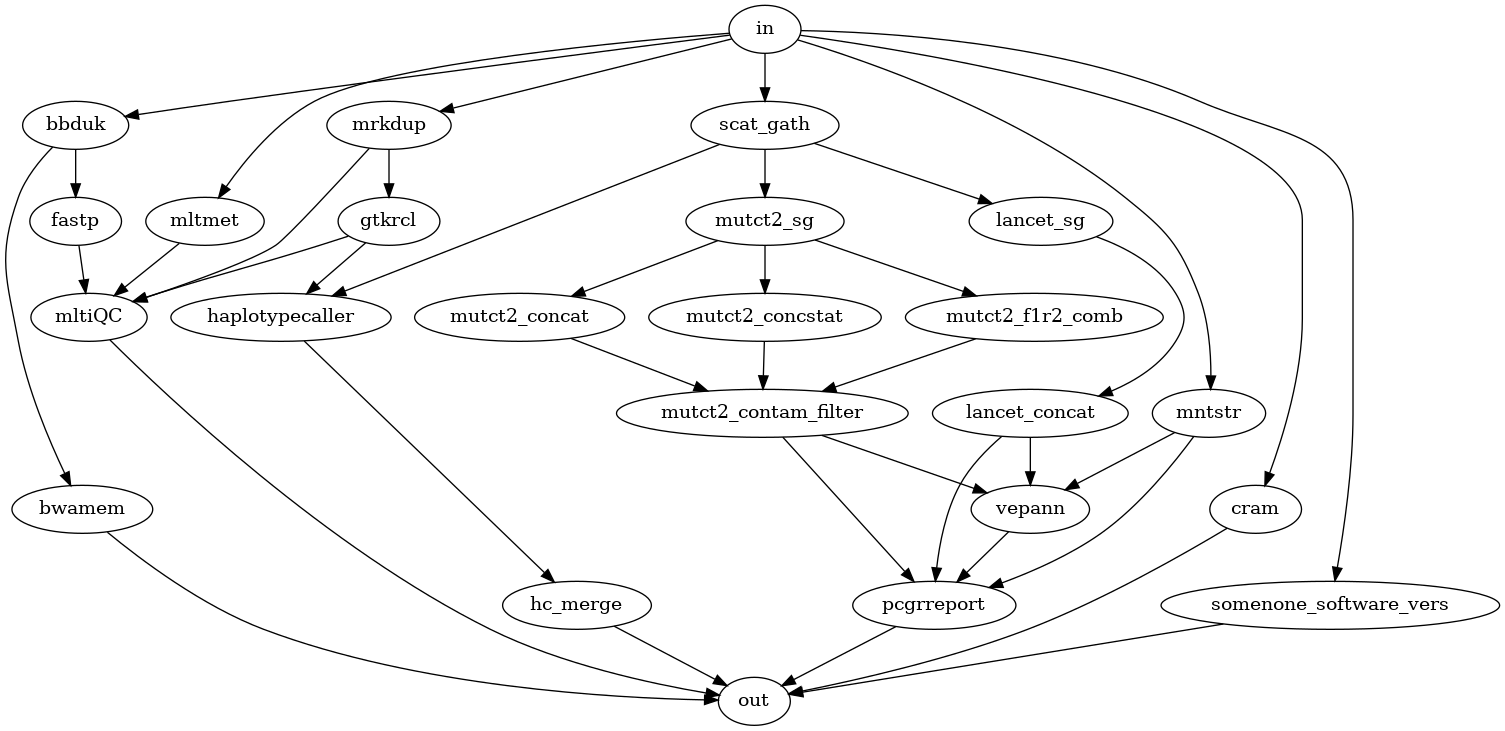 in
bbduk
mrkdup
scat_gath
fastp
mltmet
gtkrcl
mutct2_sg
lancet_sg
mltiQC
haplotypecaller
mutct2_concat
mutct2_concstat
mutct2_f1r2_comb
mutct2_contam_filter
lancet_concat
mntstr
bwamem
vepann
cram
hc_merge
pcgrreport
somenone_software_vers
out